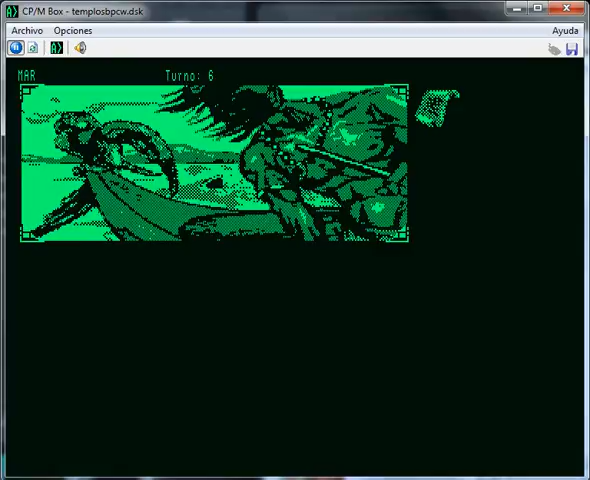 CP/M Box - templosbpcw.dsk
Archivo Opciones Ayuda
MAR Turno: 6